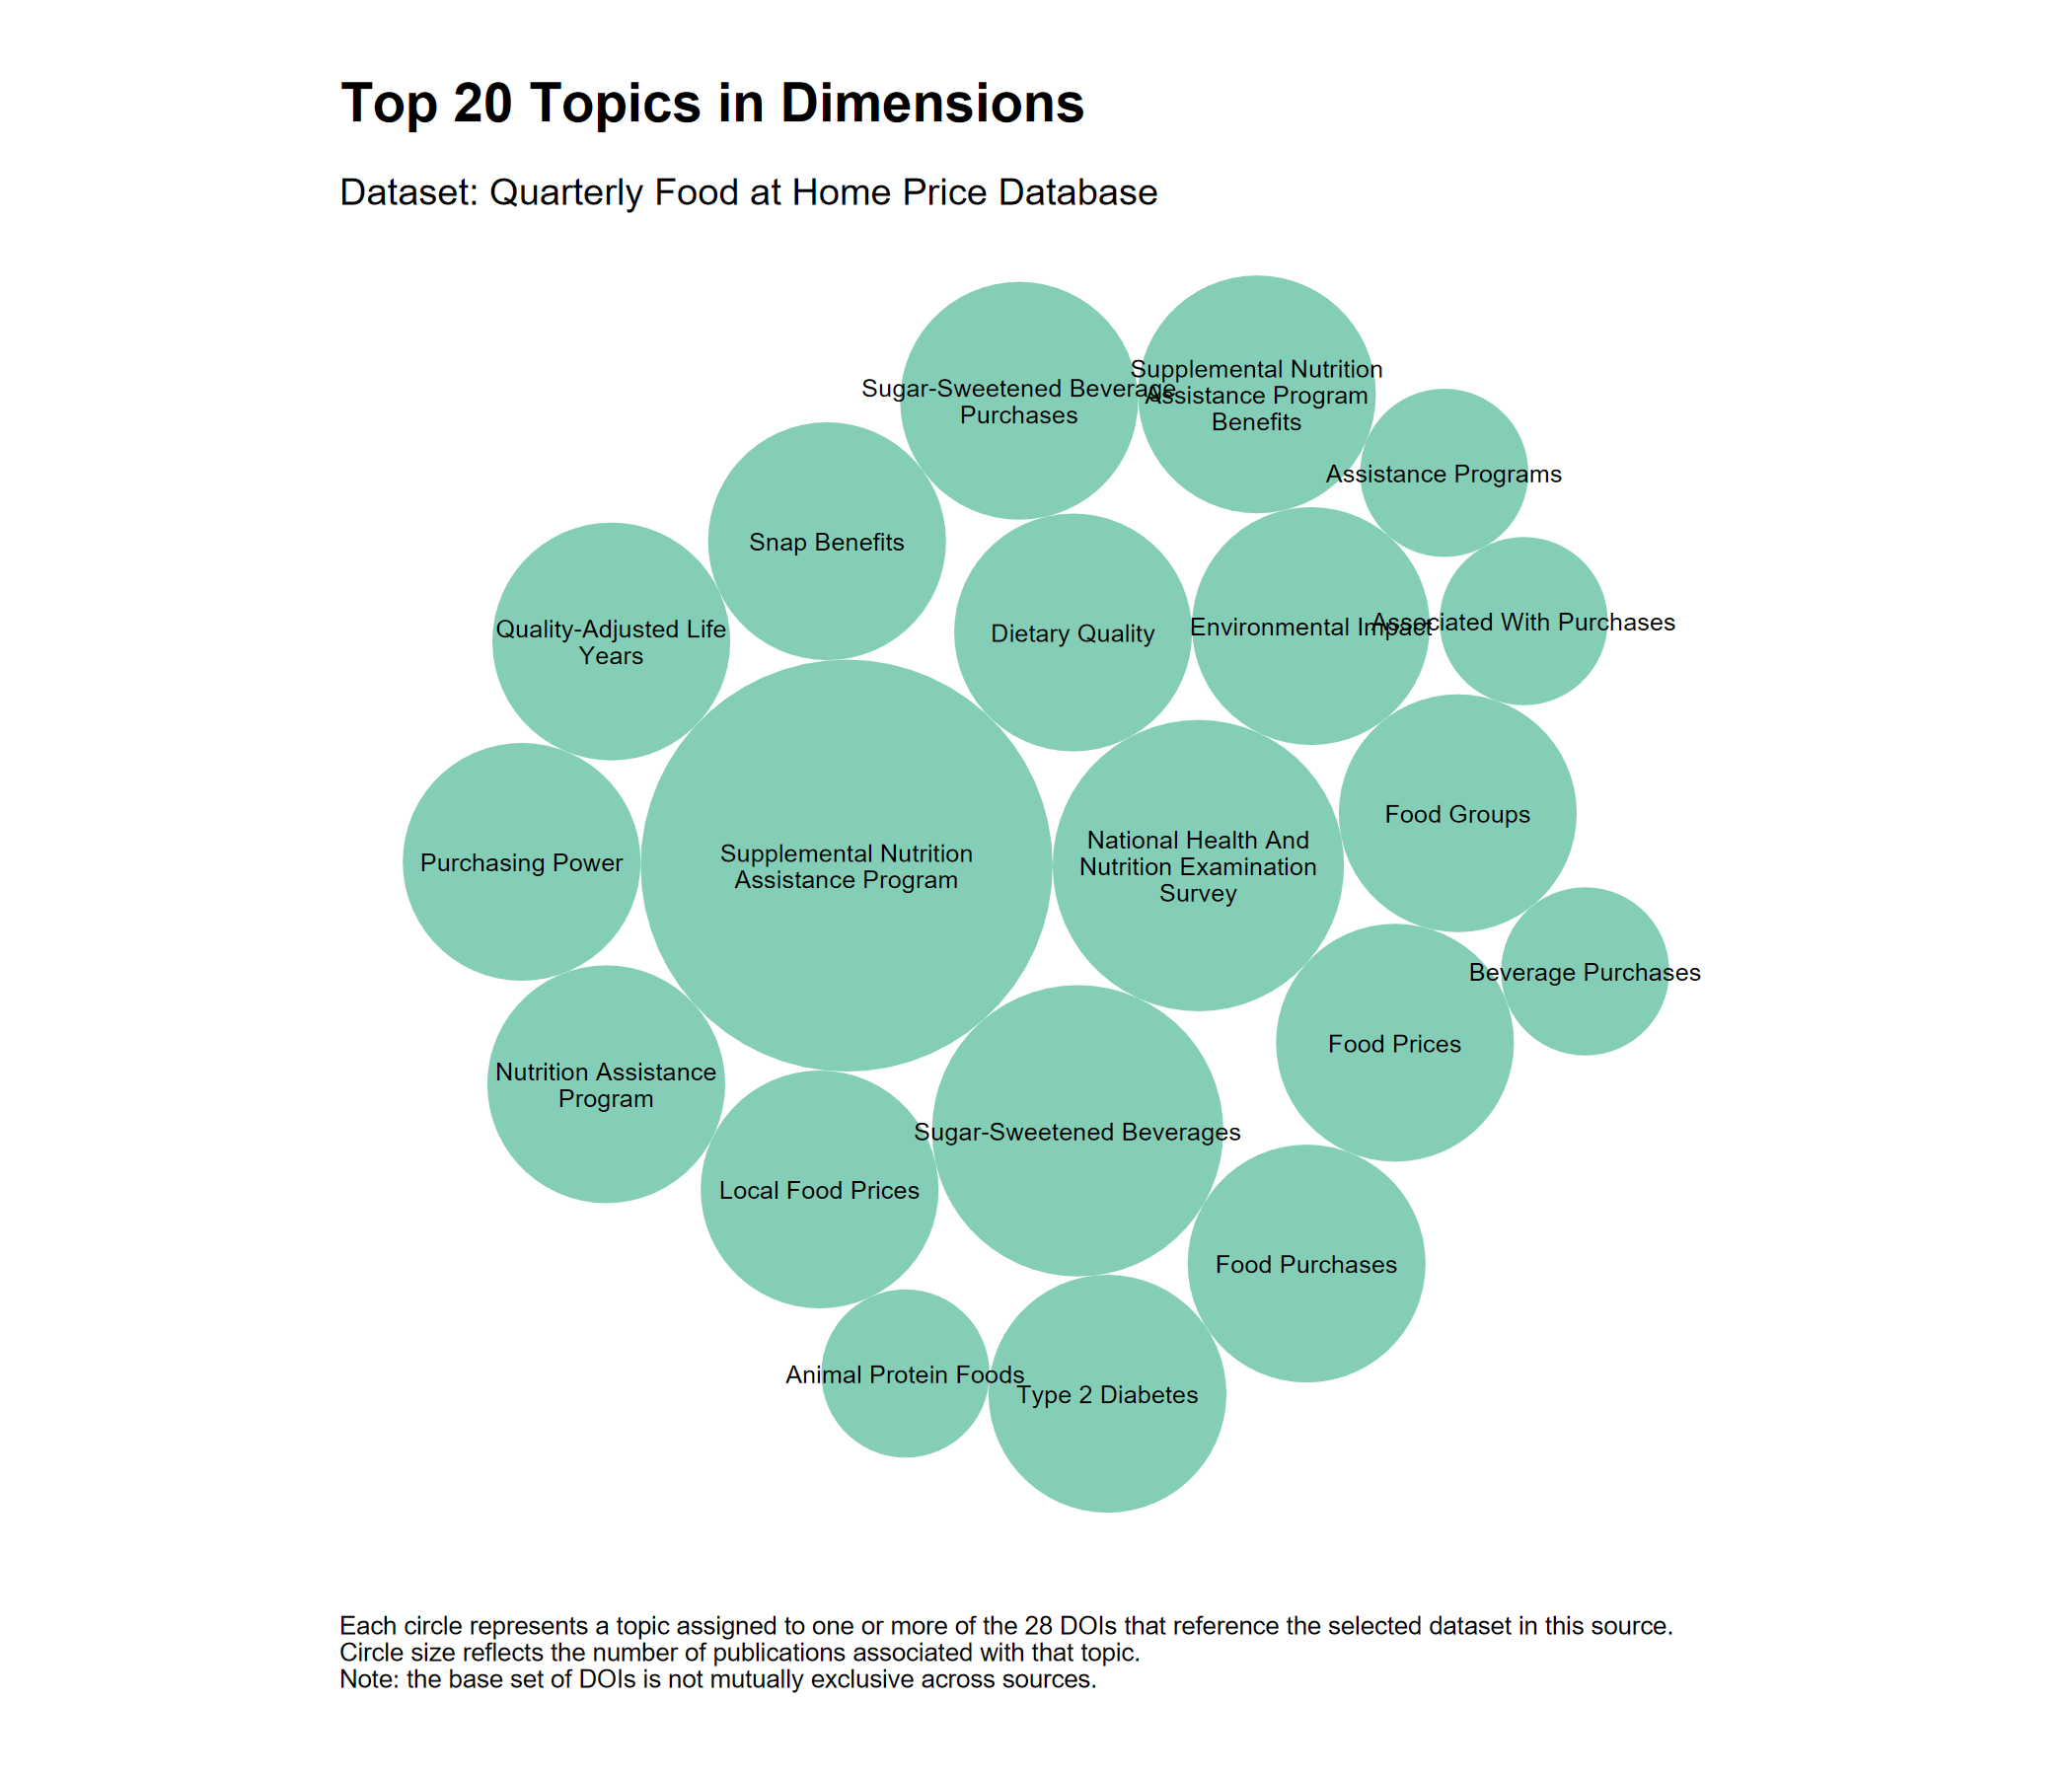 Top 20 Topics in Dimensions
Dataset: Quarterly Food at Home Price Database
Sugar-Sweetened Beverage
Purchases
Supplemental Nutrition
Assistance Program
Benefits
Assistance Programs
Snap Benefits
Quality-Adjusted Life
Years
Dietary Quality
Environmental Impact
Associated With Purchases
Purchasing Power
Supplemental Nutrition
Assistance Program
National Health And
Nutrition Examination
Survey
Food Groups
Beverage Purchases
Food Prices
Nutrition Assistance
Program
Sugar-Sweetened Beverages
Local Food Prices
Food Purchases
Animal Protein Foods
Type 2 Diabetes
Each circle represents a topic assigned to one or more of the 28 DOIs that reference the selected dataset in this source.
Circle size reflects the number of publications associated with that topic.
Note: the base set of DOIs is not mutually exclusive across sources.